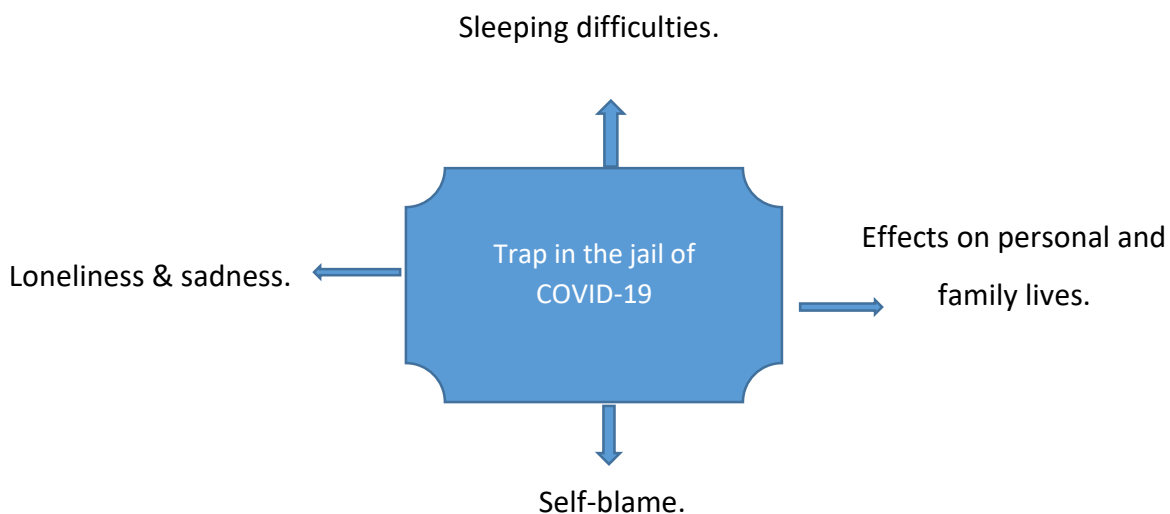 Sleeping difficulties.
Trap in the jail of
COVID-19
Effects on personal and
family lives.
Loneliness & sadness.
Self-blame.